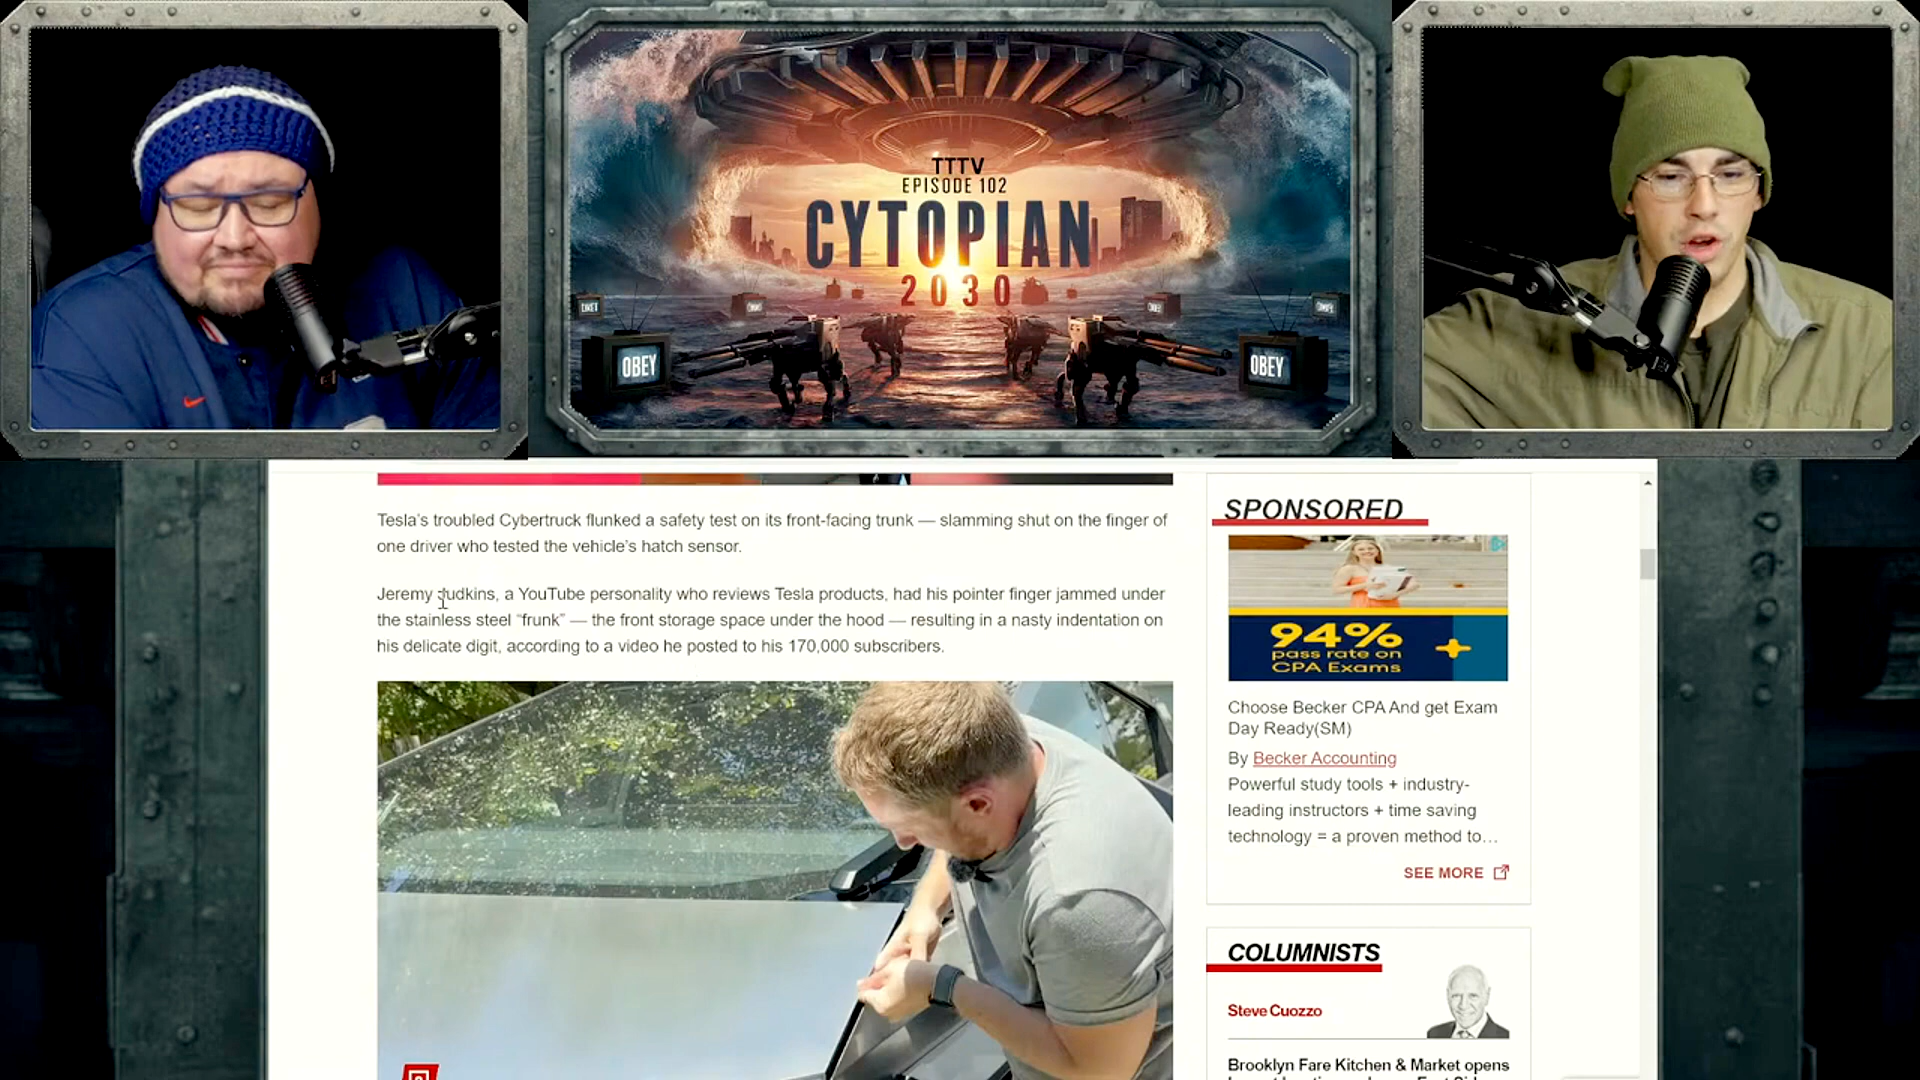 TTTV
EPISODE 102
CYTOPIAN
2030
OBEY
OBEY
Tesla's troubled Cybertruck flunked a safety test on its front-facing trunk — slamming shut on the finger of
one driver who tested the vehicle's hatch sensor.
Jeremy Judkins, a YouTube personality who reviews Tesla products, had his pointer finger jammed under
the stainless steel "frunk" — the front storage space under the hood — resulting in a nasty indentation on
his delicate digit, according to a video he posted to his 170,000 subscribers.
SPONSORED
94%
pass rate on
CPA Exams
Choose Becker CPA And get Exam
Day Ready(SM)
By Becker Accounting
Powerful study tools + industry-
leading instructors + time saving
technology = a proven method to...
SEE MORE
COLUMNISTS
Steve Cuozzo
Brooklyn Fare Kitchen & Market opens